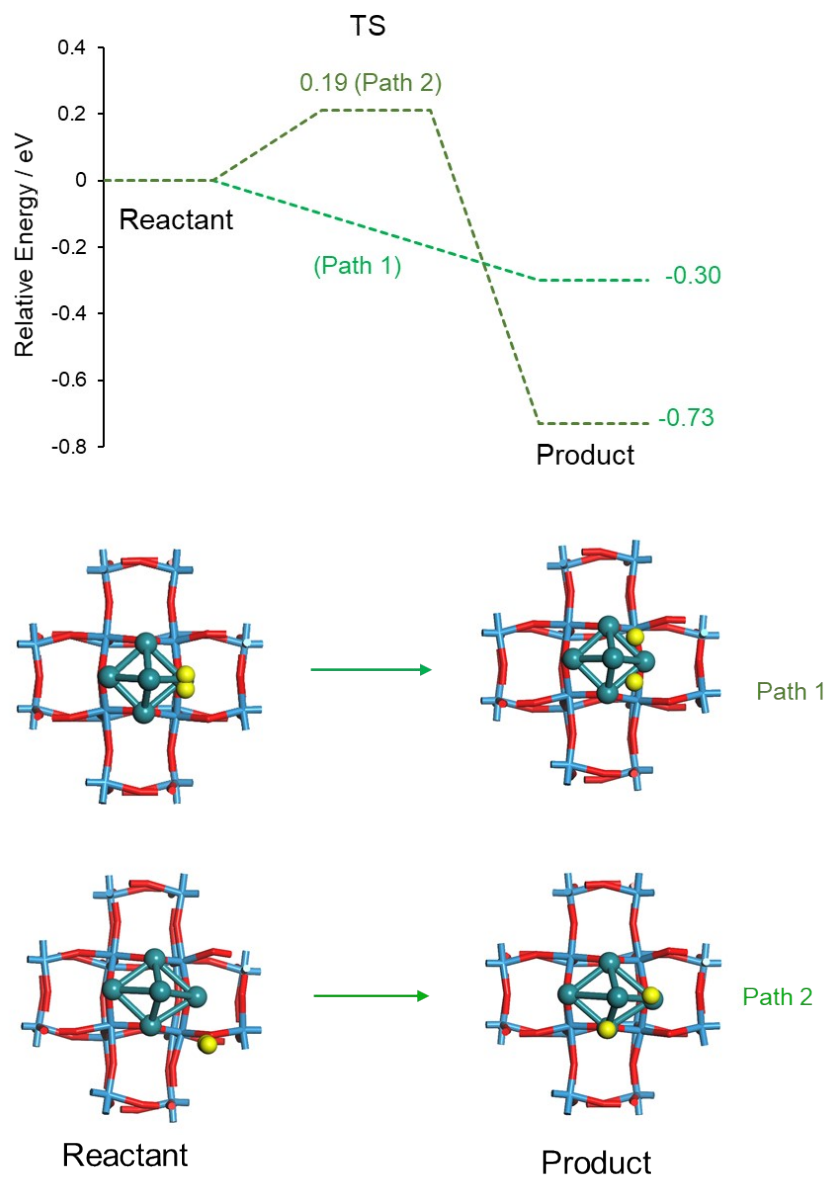 TS
0.4
0.19 (Path 2)
0.2
0
Reactant
-0.2
(Path 1)
-0.30
-0.4
-0.6
-0.73
-0.8
Product
Relative Energy / eV
Path 1
Path 2
Reactant
Product